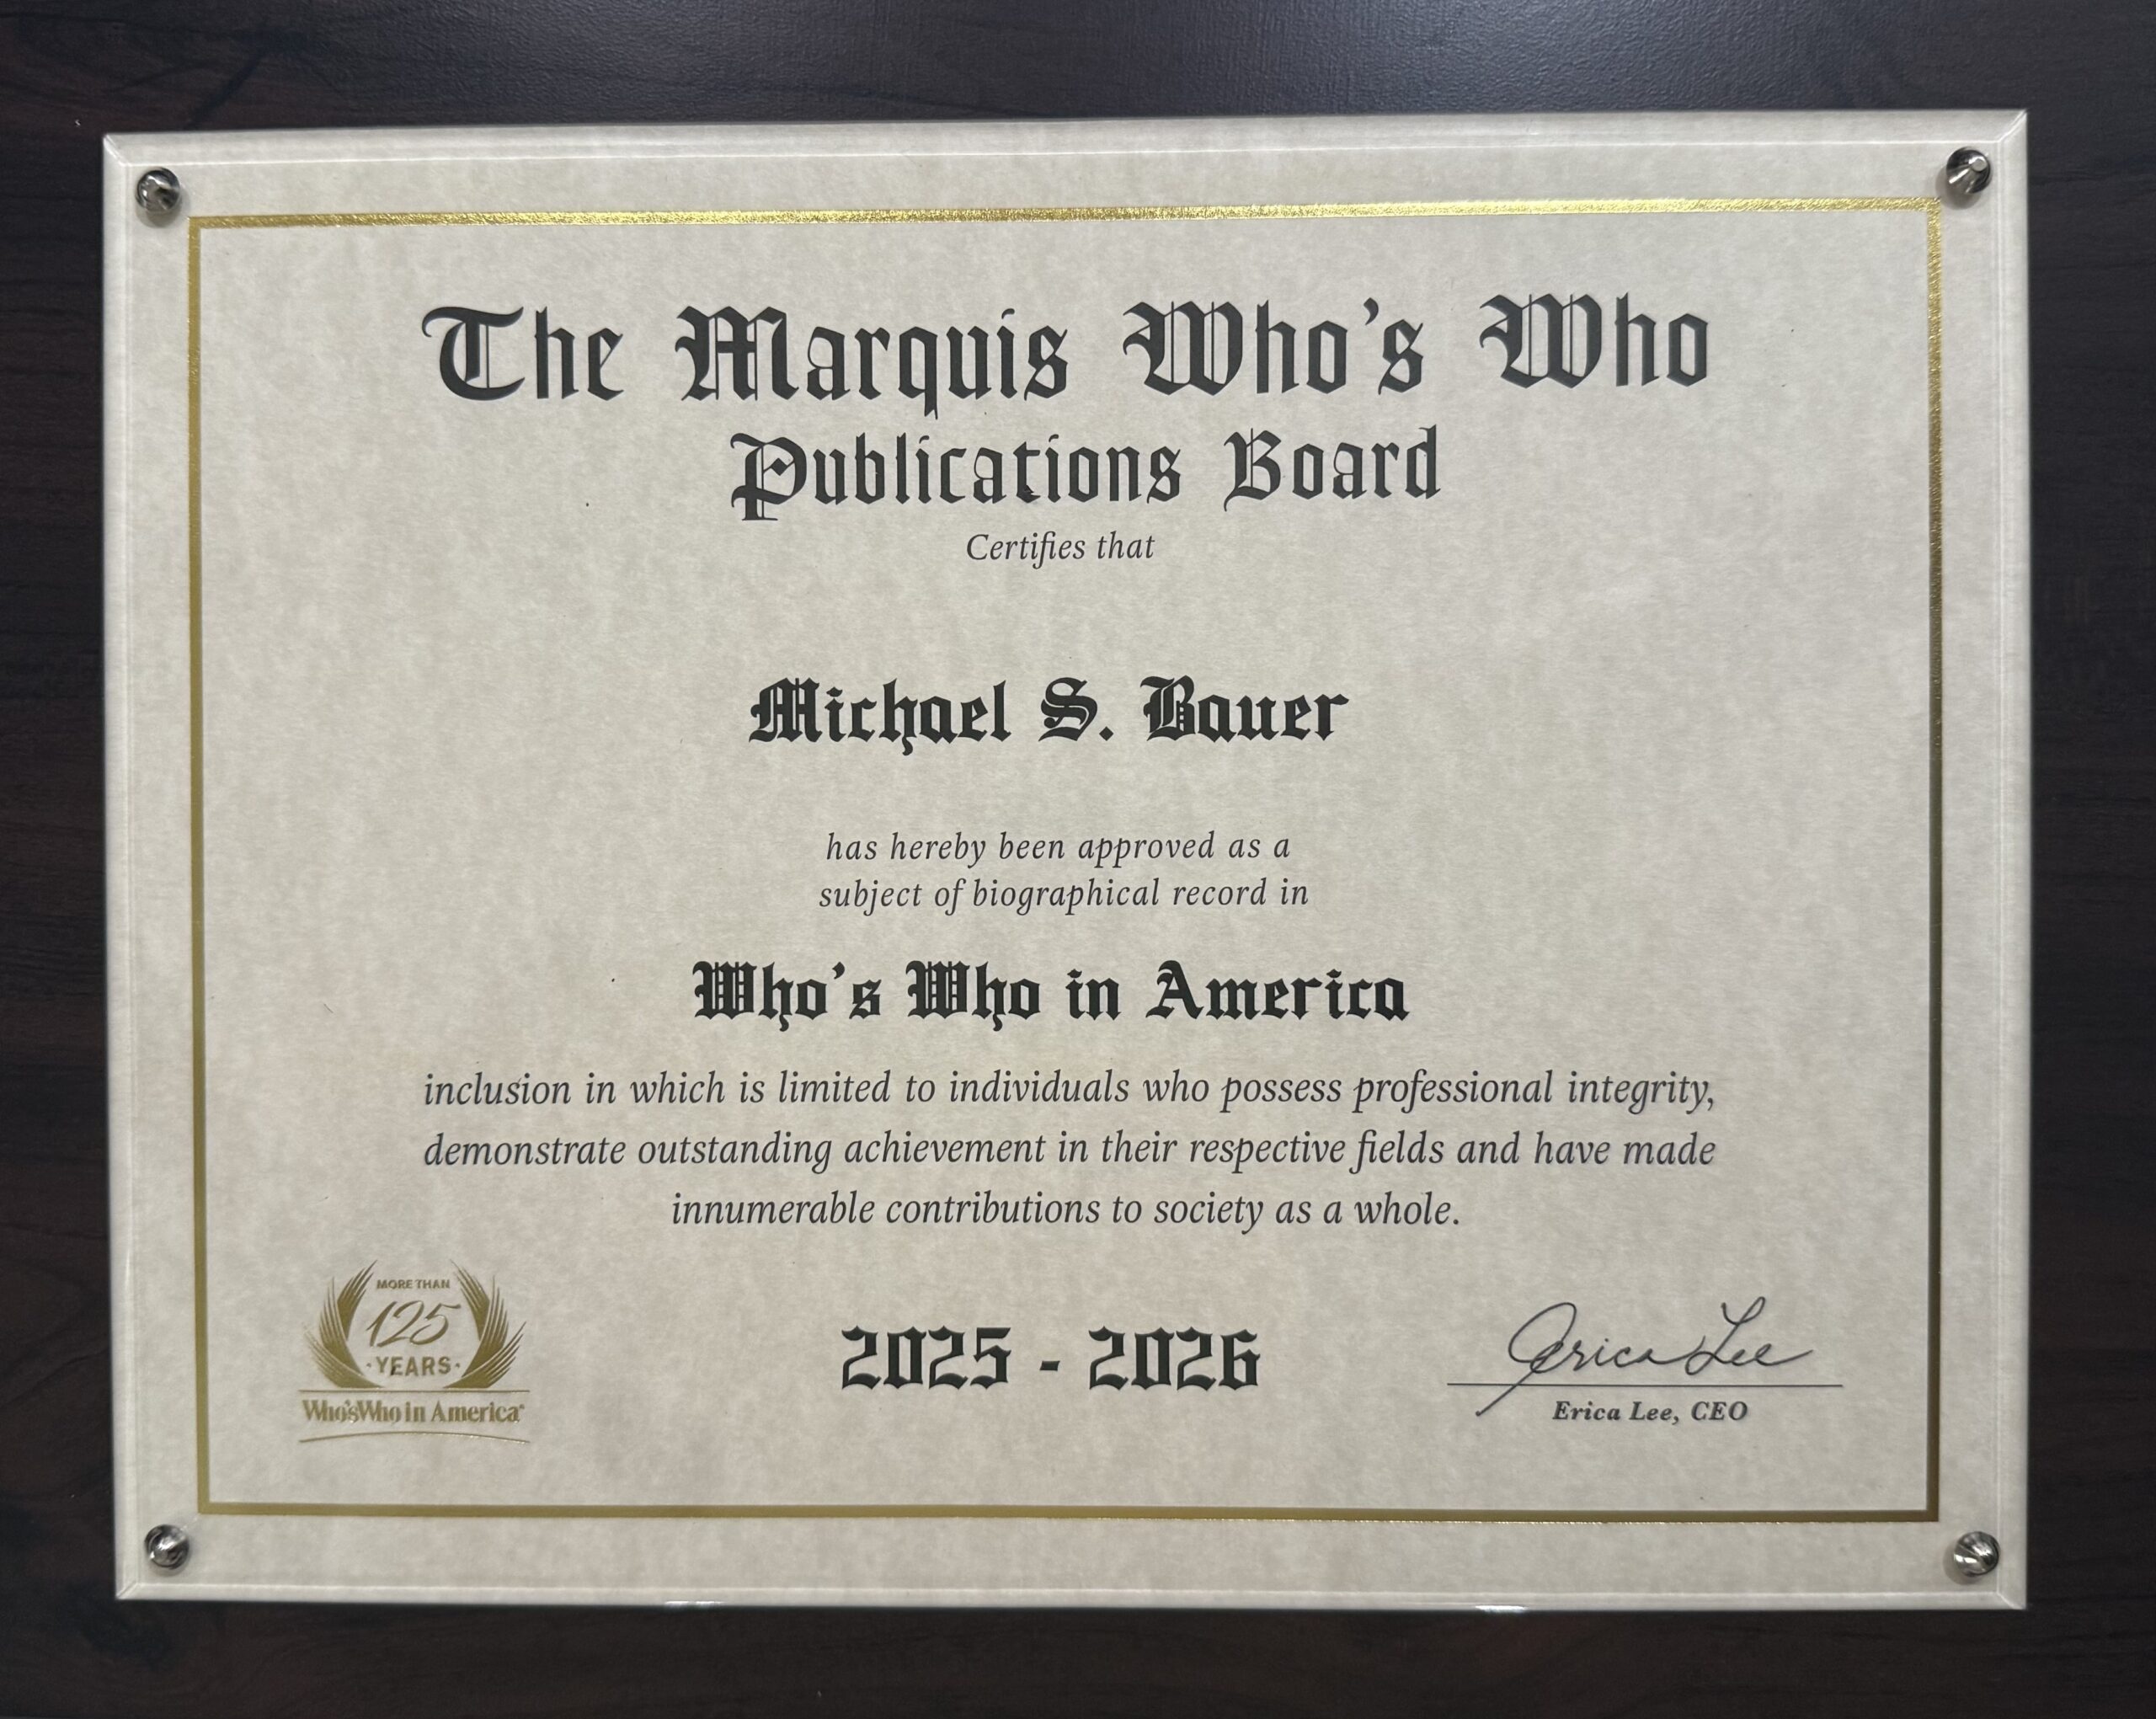 The Marquis Who's Who
Publications Board
Certifies that
Michael S. Bauer
has hereby been approved as a
subject of biographical record in
Who's Who in America
inclusion in which is limited to individuals who possess professional integrity,
demonstrate outstanding achievement in their respective fields and have made
innumerable contributions to society as a whole.
MORE THAN
125
·YEARS·
Who'sWho in America®
2025 - 2026
Erica Lee
Erica Lee, CEO